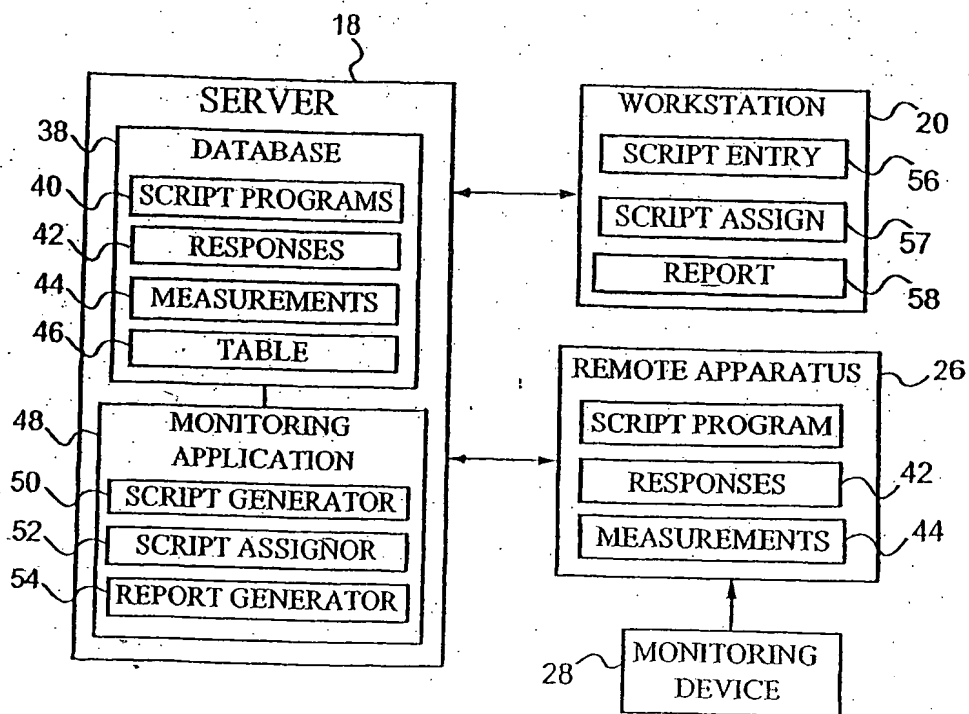 18
SERVER
38
DATABASE
40
SCRIPT PROGRAMS
42
RESPONSES
44
MEASUREMENTS
46
TABLE
48
MONITORING
APPLICATION
50
SCRIPT GENERATOR
52
SCRIPT ASSIGNOR
54
REPORT GENERATOR
WORKSTATION
20
SCRIPT ENTRY
56
SCRIPT ASSIGN
57
REPORT
58
REMOTE APPARATUS
26
SCRIPT PROGRAM
RESPONSES
42
MEASUREMENTS
44
28
MONITORING
DEVICE